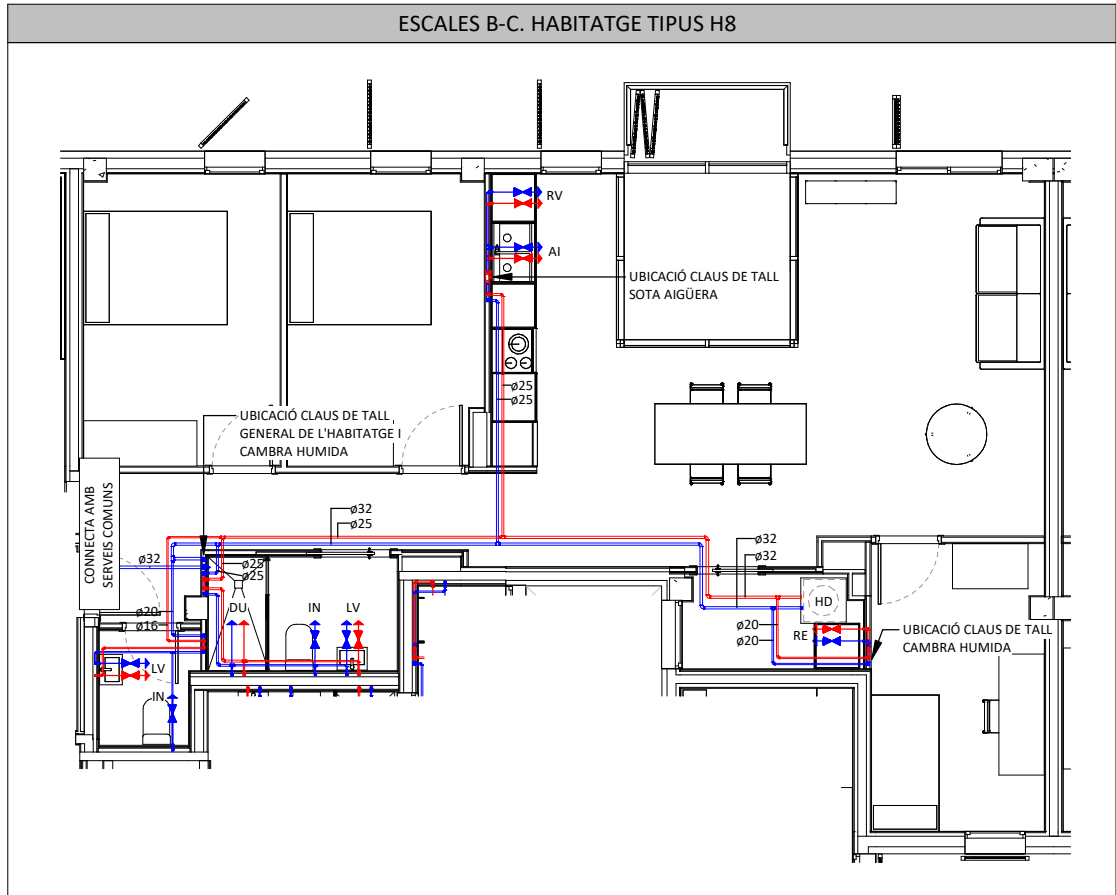 ESCALES B-C. HABITATGE TIPUS H8
RV
AI
UBICACIÓ CLAUS DE TALL
SOTA AIGÜERA
ø25
ø25
UBICACIÓ CLAUS DE TALL
GENERAL DE L'HABITATGE I
CAMBRA HUMIDA
CONNECTA AMB
SERVEIS COMUNS
ø32
ø25
ø32
ø25
ø25
ø32
ø32
DU
IN
LV
HD
ø20
ø16
ø20
ø20
RE
UBICACIÓ CLAUS DE TALL
CAMBRA HUMIDA
LV
IN